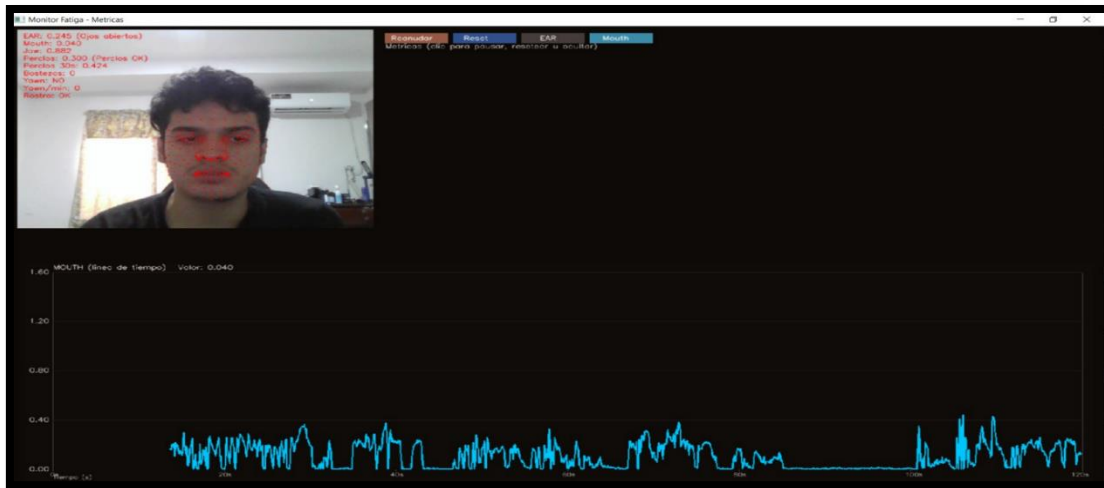 Monitor Fatiga - Metricas
EAR: 0.245 (Ojos abiertos)
Mouth: 0.040
Jaw: 0.882
Perclos: 0.300 (Perclos OK)
Perclos 30s: 0.424
Bostezos: 0
Yawn: NO
Yawn/min: 0
Rostro: OK
Reanudar Reset EAR Mouth
Metricas (clic para pausar, resetear u ocultar)
MOUTH (linea de tiempo) Valor: 0.040
1.60
1.20
0.80
0.40
0.00
20s 40s 60s 80s 100s 120s
Tiempo (s)